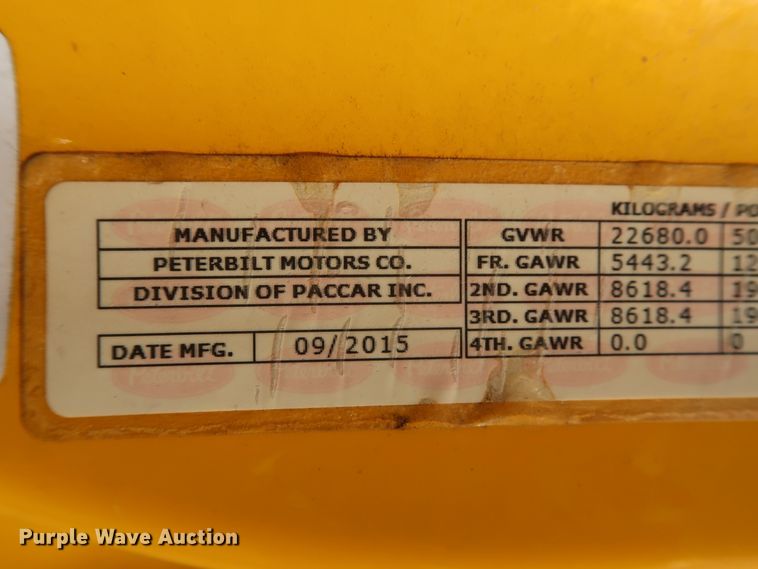 KILOGRAMS /
MANUFACTURED BY
PETERBILT MOTORS CO.
DIVISION OF PACCAR INC.
DATE MFG. 09/2015
GVWR 22680.0 50
FR. GAWR 5443.2 12
2ND. GAWR 8618.4 19
3RD. GAWR 8618.4 19
4TH. GAWR 0.0 0
Purple Wave Auction